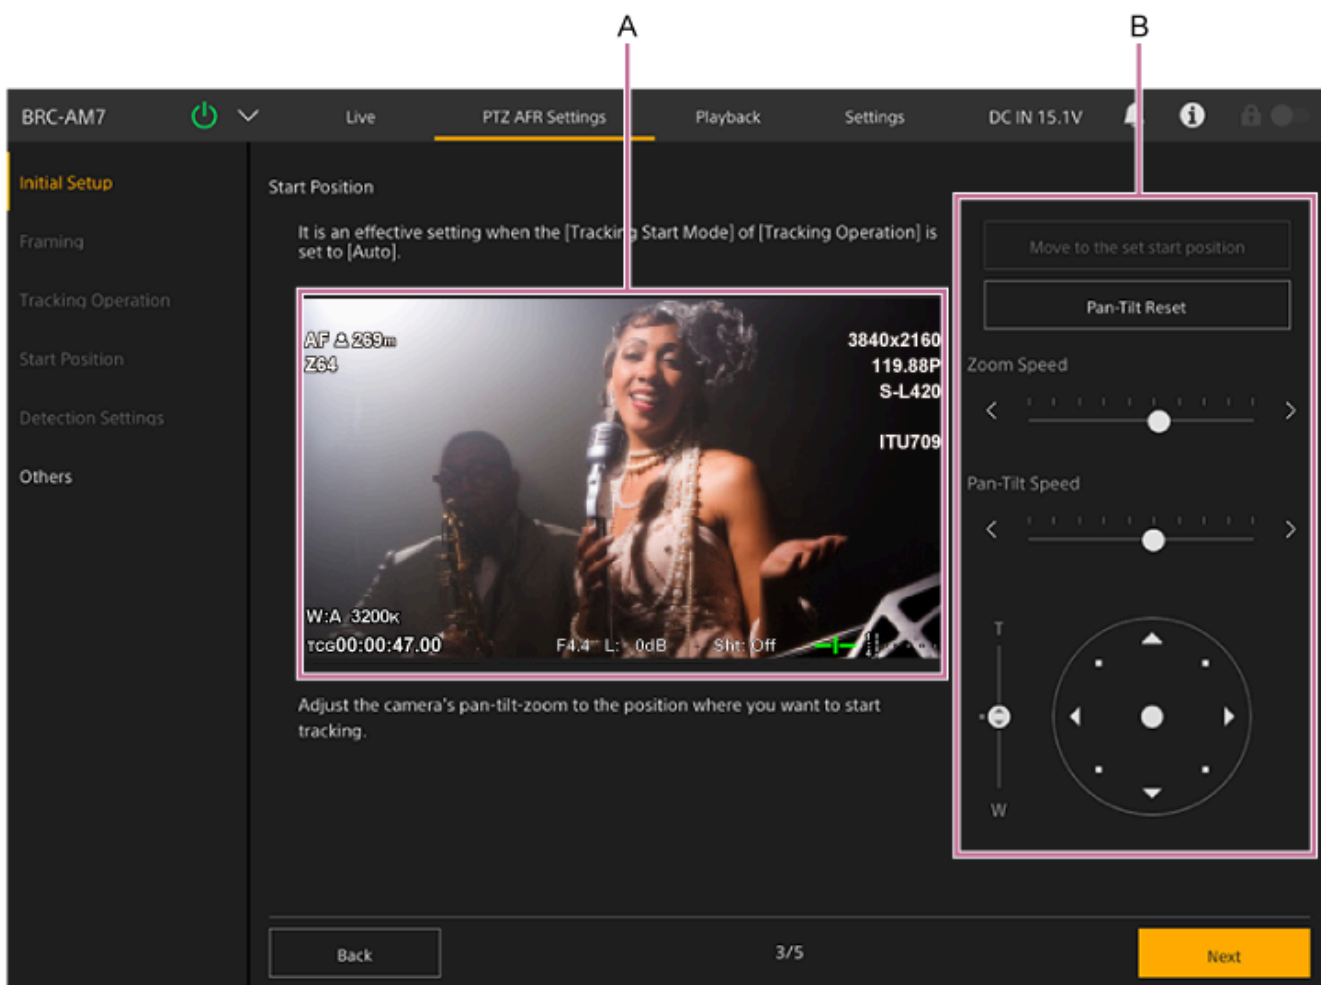 A
B
BRC-AM7
Live
PTZ AFR Settings
Playback
Settings
DC IN 15.1V
Initial Setup
Framing
Tracking Operation
Start Position
Detection Settings
Others
Start Position
It is an effective setting when the [Tracking Start Mode] of [Tracking Operation] is
set to [Auto].
AF 269m
Z64
3840x2160
119.88P
S-L420
ITU709
W:A 3200K
TCG00:00:47.00
F4.4 L: 0dB Sht: Off
Adjust the camera's pan-tilt-zoom to the position where you want to start
tracking.
Move to the set start position
Pan-Tilt Reset
Zoom Speed
Pan-Tilt Speed
T
W
Back
3/5
Next